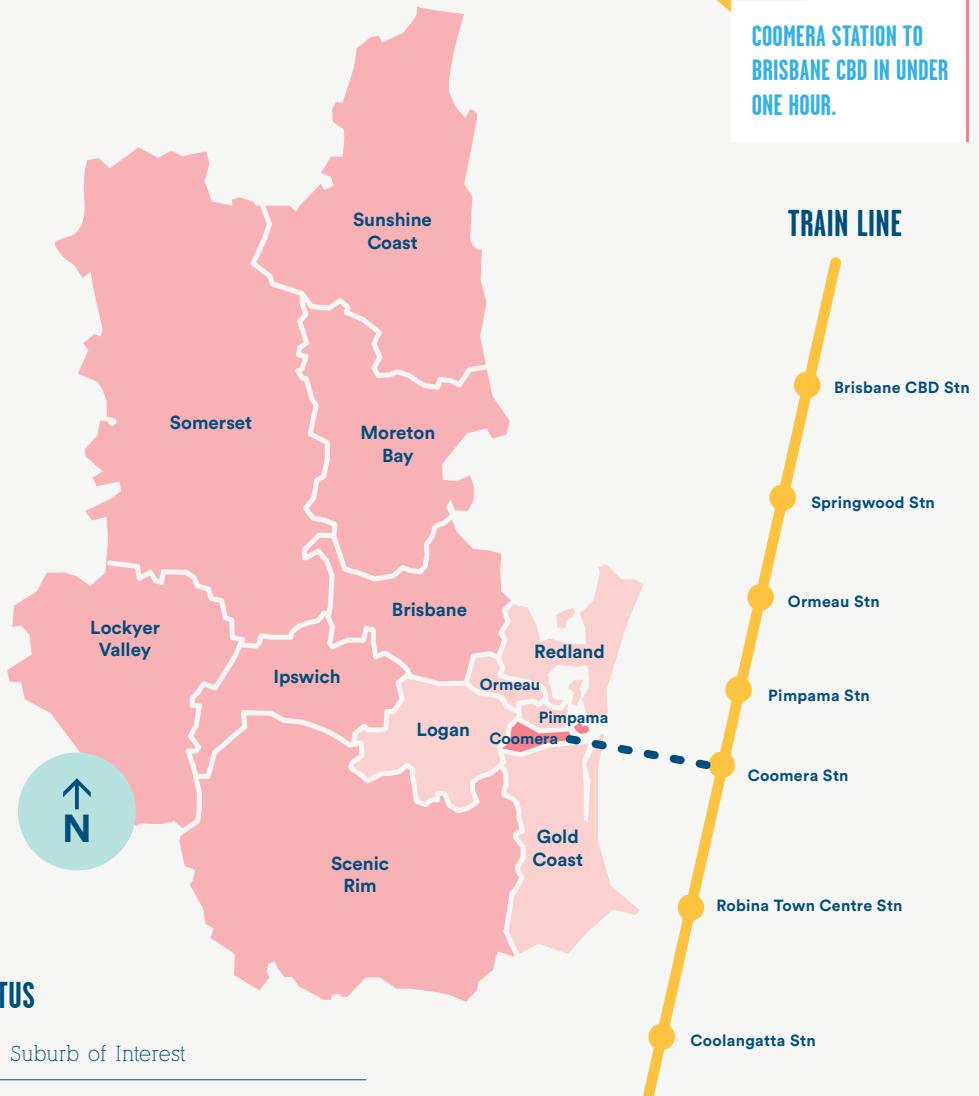 COOMERA STATION TO
BRISBANE CBD IN UNDER
ONE HOUR.
TRAIN LINE
Sunshine
Coast
Somerset
Moreton
Bay
Brisbane
Lockyer
Valley
Ipswich
Redland
Ormeau
Logan
Pimpama
Coomera
Gold
Coast
Scenic
Rim
N
Brisbane CBD Stn
Springwood Stn
Ormeau Stn
Pimpama Stn
Coomera Stn
Robina Town Centre Stn
Coolangatta Stn
TUS
Suburb of Interest